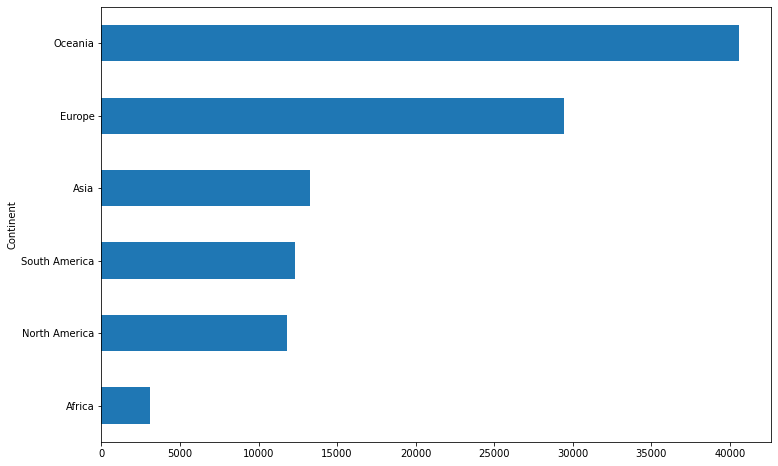 Oceania
Europe
Asia
South America
North America
Africa
Continent
0 5000 10000 15000 20000 25000 30000 35000 40000